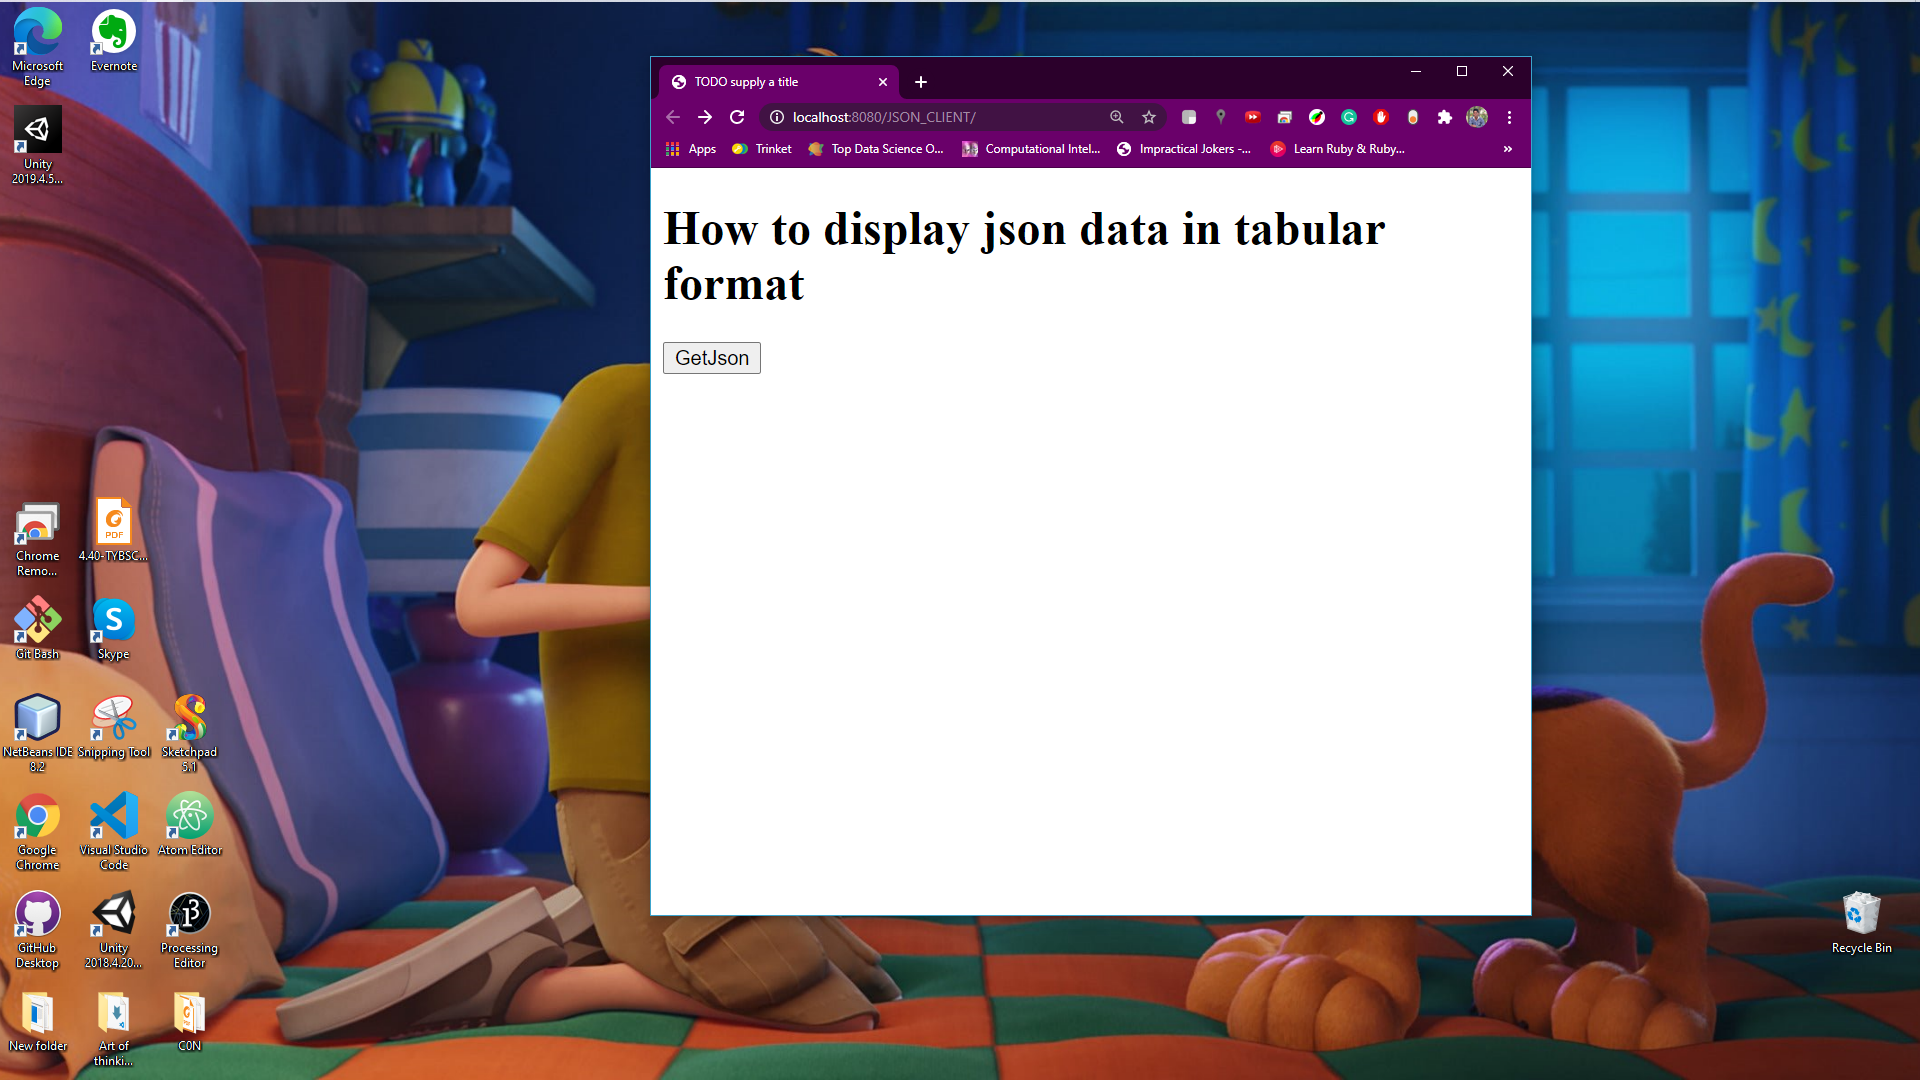 Microsoft
Edge
Evernote
Unity
2019.4.5...
Chrome
Remo...
PDF
4.40-TYBSC...
Git Bash
S
Skype
NetBeans IDE
8.2
Snipping Tool
Sketchpad
5.1
Google
Chrome
Visual Studio
Code
Atom Editor
GitHub
Desktop
Unity
2018.4.20...
Processing
Editor
New folder
Art of
thinki...
C0N
TODO supply a title
localhost:8080/JSON_CLIENT/
Apps
Trinket
Top Data Science O...
Computational Intel...
Impractical Jokers -...
Learn Ruby & Ruby...
»
How to display json data in tabular
format
GetJson
Recycle Bin